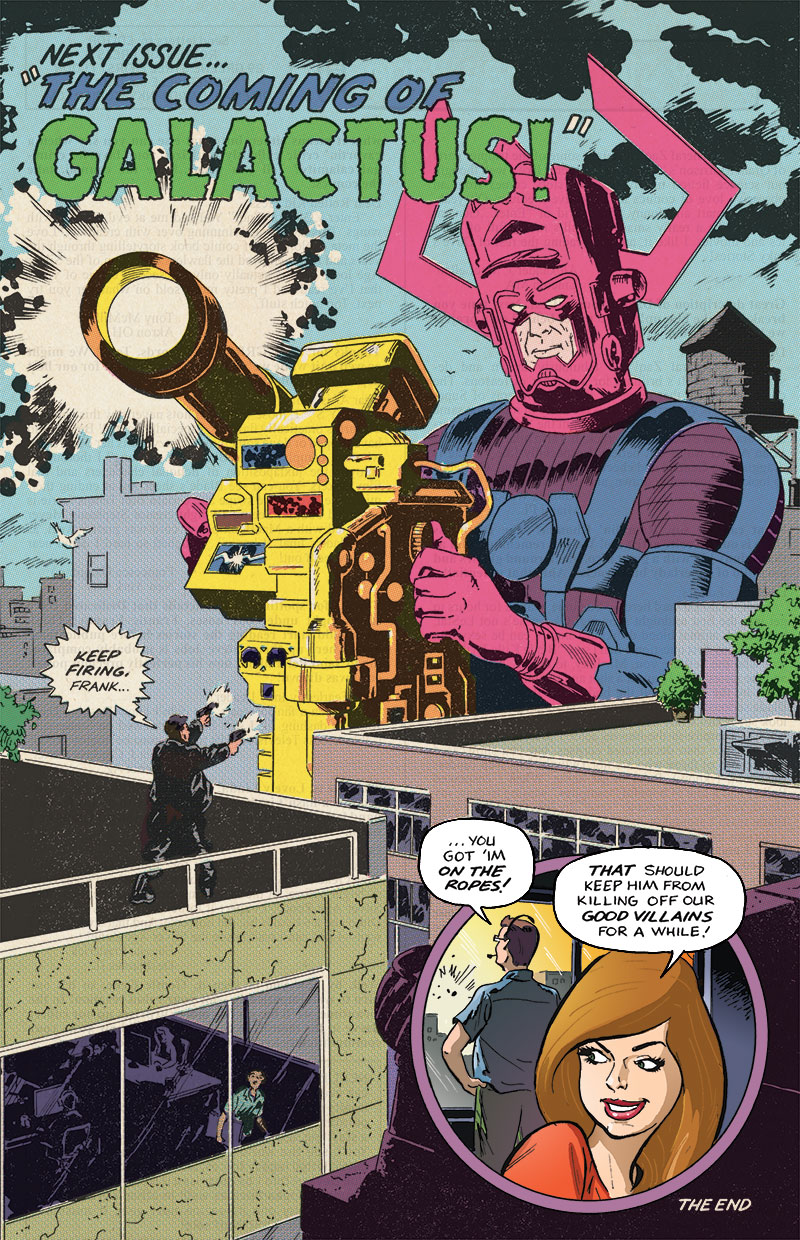 NEXT ISSUE...
"THE COMING OF
GALACTUS!"
KEEP
FIRING,
FRANK...
...YOU
GOT 'IM
ON THE
ROPES!
THAT SHOULD
KEEP HIM FROM
KILLING OFF OUR
GOOD VILLAINS
FOR A WHILE!
THE END